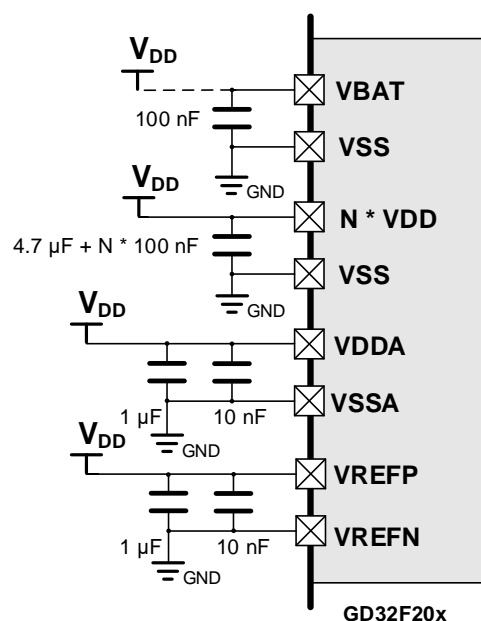 VDD
VBAT
100 nF
VSS
GND
VDD
N * VDD
4.7 µF + N * 100 nF
VSS
GND
VDD
VDDA
1 µF
10 nF
VSSA
GND
VDD
VREFP
1 µF
10 nF
VREFN
GND
GD32F20x